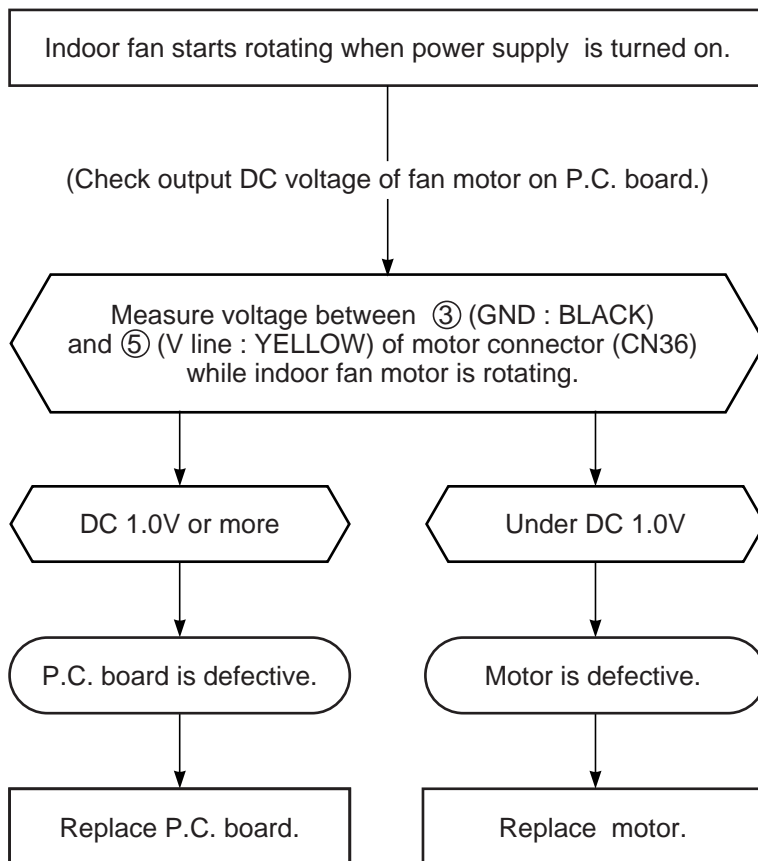 Indoor fan starts rotating when power supply is turned on.
(Check output DC voltage of fan motor on P.C. board.)
Measure voltage between ③ (GND : BLACK)
and ⑤ (V line : YELLOW) of motor connector (CN36)
while indoor fan motor is rotating.
DC 1.0V or more
Under DC 1.0V
P.C. board is defective.
Motor is defective.
Replace P.C. board.
Replace motor.